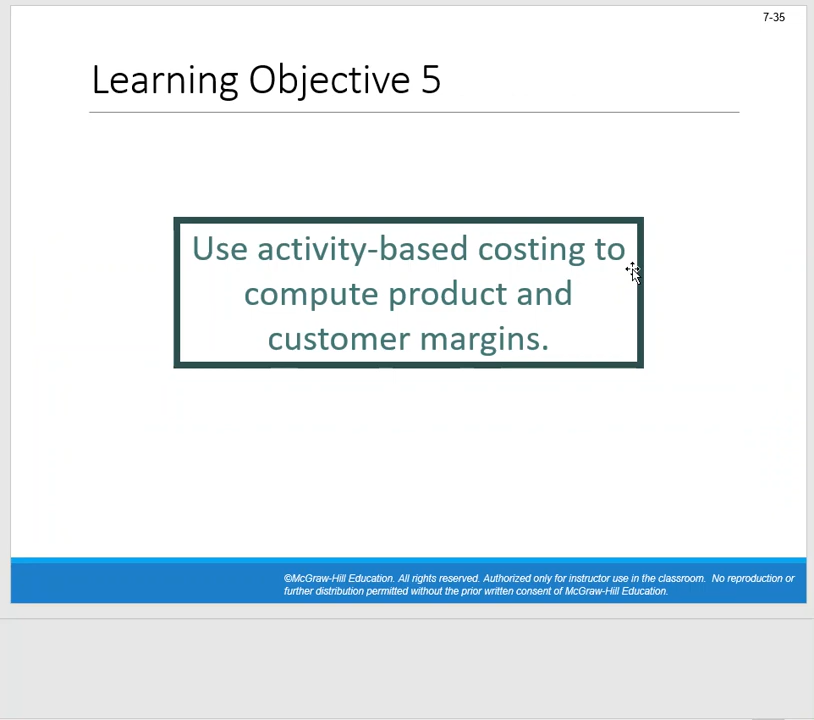 7-35
Learning Objective 5
Use activity-based costing to
compute product and
customer margins.
©McGraw-Hill Education. All rights reserved. Authorized only for instructor use in the classroom.  No reproduction or
further distribution permitted without the prior written consent of McGraw-Hill Education.